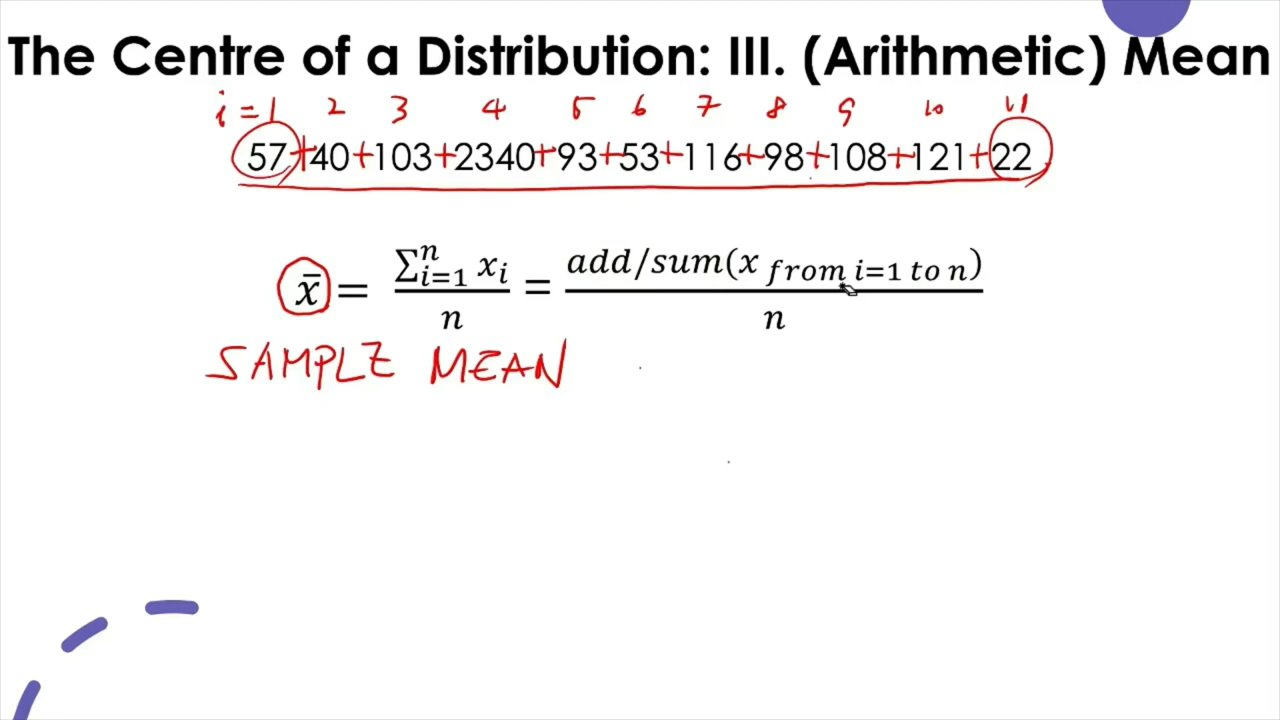 The Centre of a Distribution: III. (Arithmetic) Mean
i = 1 2 3 4 5 6 7 8 9 10 11
57+40+103+2340+93+53+116+98+108+121+22
x̄ = ∑ⁿᵢ₌₁ xᵢ / n = add/sum(x from i=1 to n) / n
SAMPLE MEAN